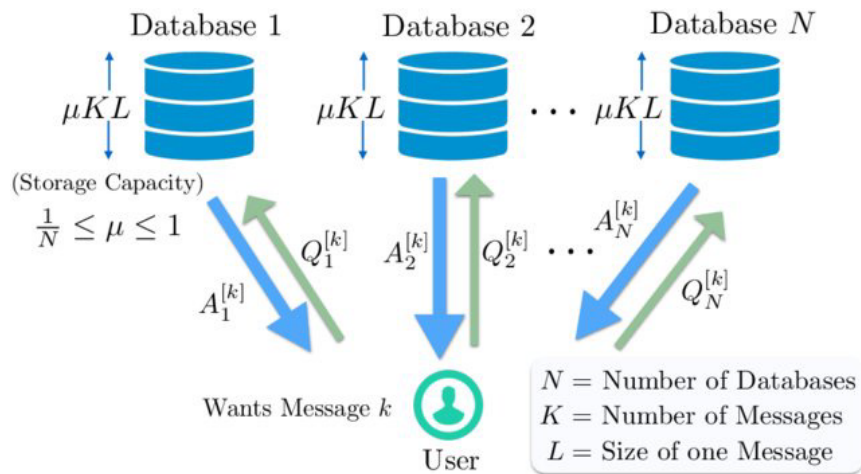 Database 1
Database 2
Database N
μKL
μKL
· · ·
μKL
(Storage Capacity)
1/N ≤ μ ≤ 1
A_1^{[k]}
Q_1^{[k]}
A_2^{[k]}
Q_2^{[k]}
· · ·
A_N^{[k]}
Q_N^{[k]}
Wants Message k
User
N = Number of Databases
K = Number of Messages
L = Size of one Message